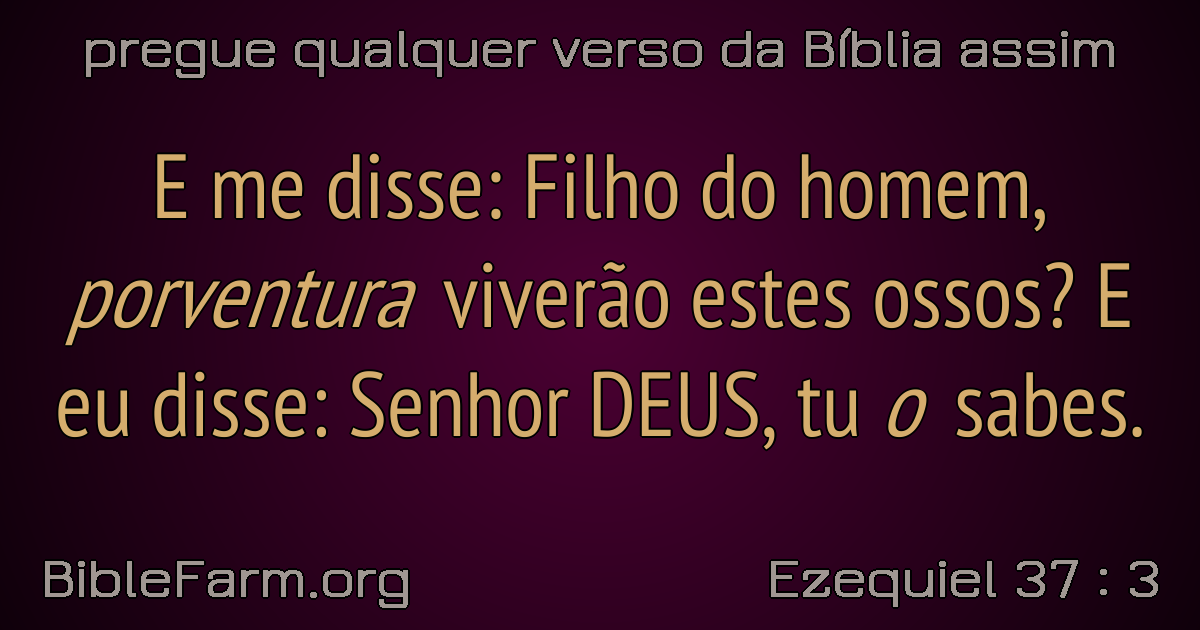 pregue qualquer verso da Bíblia assim
E me disse: Filho do homem,
porventura viverão estes ossos? E
eu disse: Senhor DEUS, tu o sabes.
BibleFarm.org
Ezequiel 37 : 3